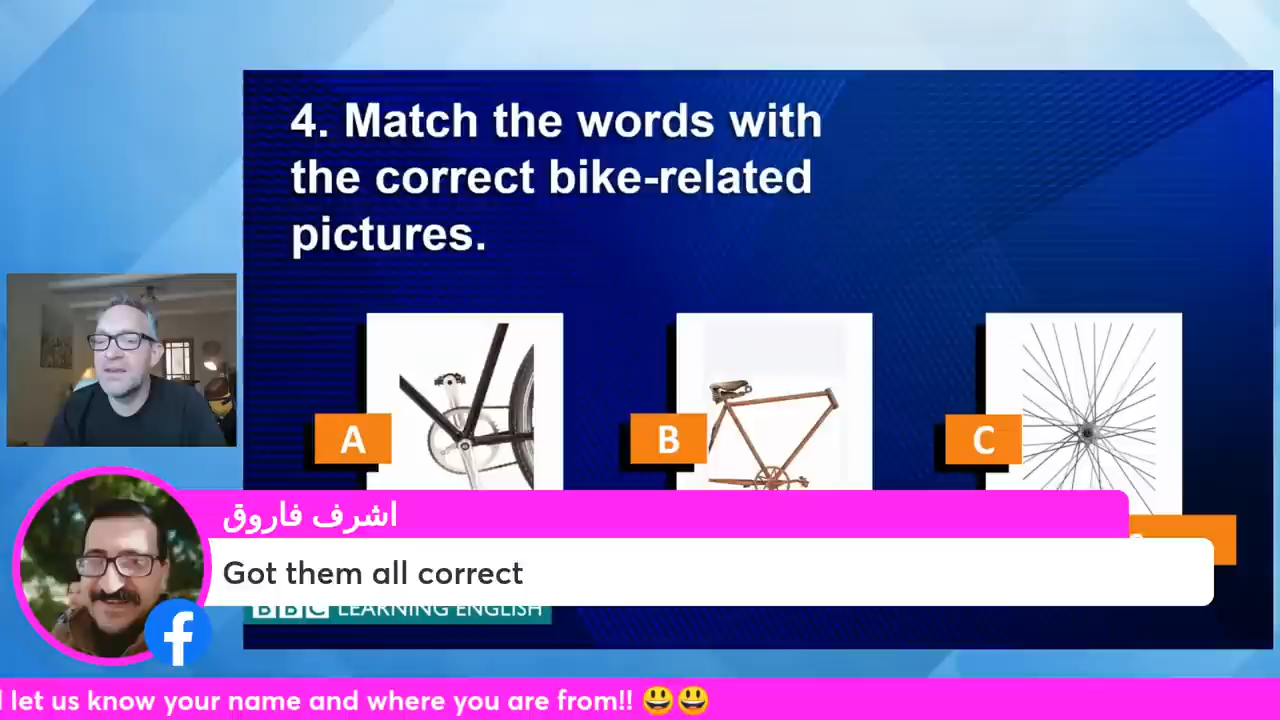 4. Match the words with
the correct bike-related
pictures.
A
B
C
اشرف فاروق
Got them all correct
BBC LEARNING ENGLISH
let us know your name and where you are from!! 😃😃